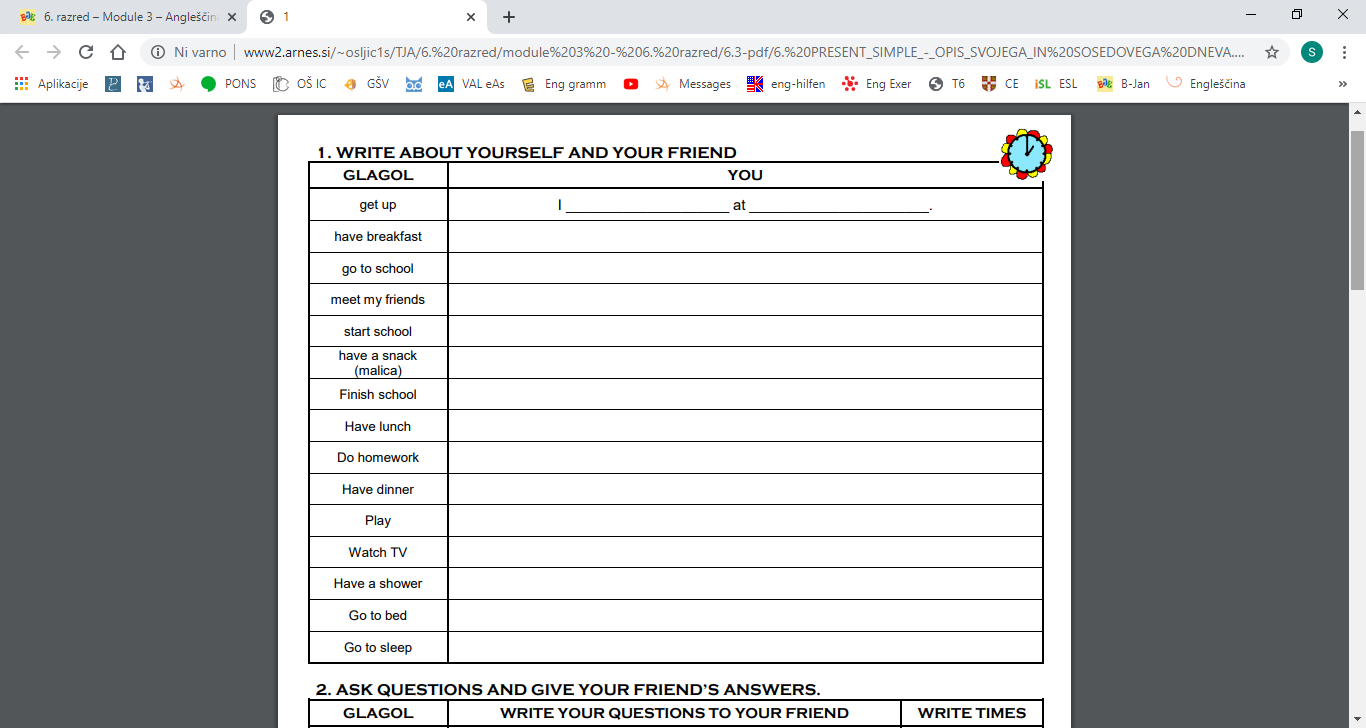 6. razred – Module 3 – Angleščin
1
Ni varno
www2.arnes.si/~osljic1s/TJA/6.%20razred/module%203%20-%206.%20razred/6.3-pdf/6.%20PRESENT_SIMPLE_-_OPIS_SVOJEGA_IN%20SOSEDOVEGA%20DNEVA....
S
Aplikacije PONS OŠ IC GŠV eA VAL eAs Eng gramm Messages eng-hilfen Eng Exer T6 CE iSL ESL B-Jan Engleščina »
1. WRITE ABOUT YOURSELF AND YOUR FRIEND
GLAGOL YOU
get up I ____________________ at ______________________.
have breakfast
go to school
meet my friends
start school
have a snack
(malica)
Finish school
Have lunch
Do homework
Have dinner
Play
Watch TV
Have a shower
Go to bed
Go to sleep
2. ASK QUESTIONS AND GIVE YOUR FRIEND'S ANSWERS.
GLAGOL WRITE YOUR QUESTIONS TO YOUR FRIEND WRITE TIMES